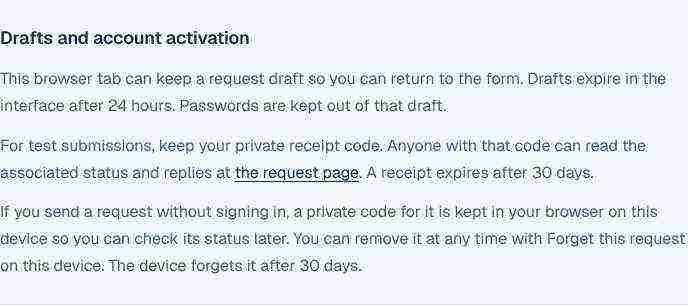 Drafts and account activation
This browser tab can keep a request draft so you can return to the form. Drafts expire in the
interface after 24 hours. Passwords are kept out of that draft.
For test submissions, keep your private receipt code. Anyone with that code can read the
associated status and replies at the request page. A receipt expires after 30 days.
If you send a request without signing in, a private code for it is kept in your browser on this
device so you can check its status later. You can remove it at any time with Forget this request
on this device. The device forgets it after 30 days.